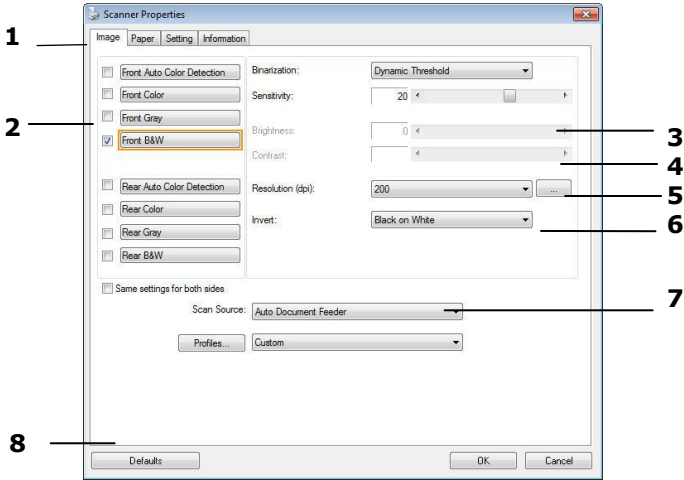 Scanner Properties
1
Image Paper Setting Information
Front Auto Color Detection
Front Color
Front Gray
Front B&W
2
Rear Auto Color Detection
Rear Color
Rear Gray
Rear B&W
Binarization: Dynamic Threshold
Sensitivity: 20
Brightness: 0
3
Contrast:
4
Resolution (dpi): 200 ...
5
Invert: Black on White
6
Same settings for both sides
Scan Source: Auto Document Feeder
7
Profiles... Custom
8
Defaults OK Cancel